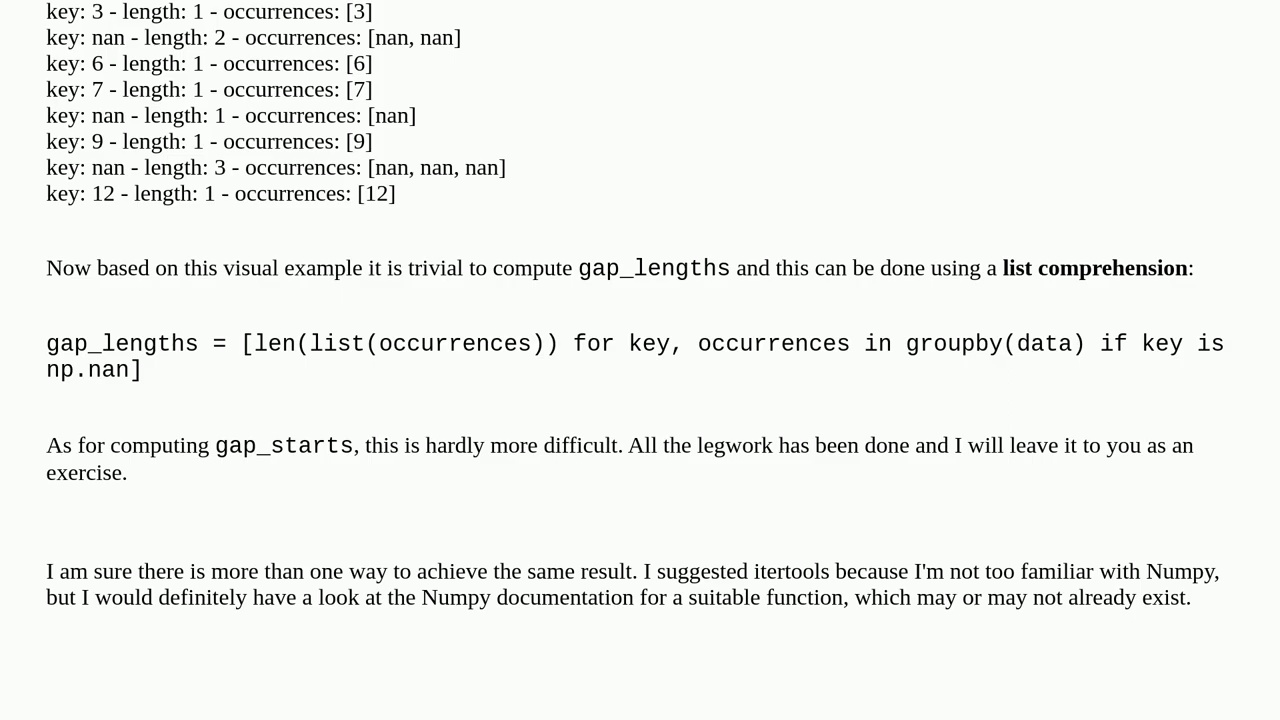 key: 3 - length: 1 - occurrences: [3]
key: nan - length: 2 - occurrences: [nan, nan]
key: 6 - length: 1 - occurrences: [6]
key: 7 - length: 1 - occurrences: [7]
key: nan - length: 1 - occurrences: [nan]
key: 9 - length: 1 - occurrences: [9]
key: nan - length: 3 - occurrences: [nan, nan, nan]
key: 12 - length: 1 - occurrences: [12]
Now based on this visual example it is trivial to compute gap_lengths and this can be done using a list comprehension:
gap_lengths = [len(list(occurrences)) for key, occurrences in groupby(data) if key is
np.nan]
As for computing gap_starts, this is hardly more difficult. All the legwork has been done and I will leave it to you as an
exercise.
I am sure there is more than one way to achieve the same result. I suggested itertools because I'm not too familiar with Numpy,
but I would definitely have a look at the Numpy documentation for a suitable function, which may or may not already exist.